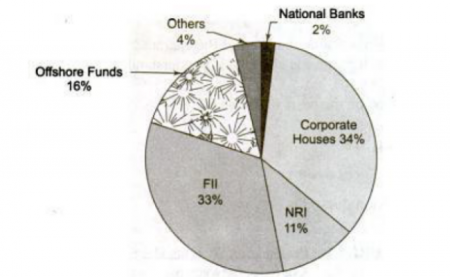 National Banks
2%
Others
4%
Offshore Funds
16%
Corporate
Houses 34%
FII
33%
NRI
11%